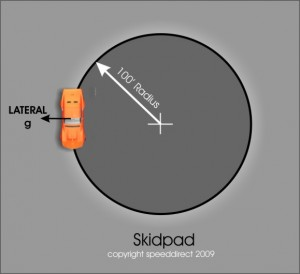 100' Radius
LATERAL
g
Skidpad
copyright speeddirect 2009